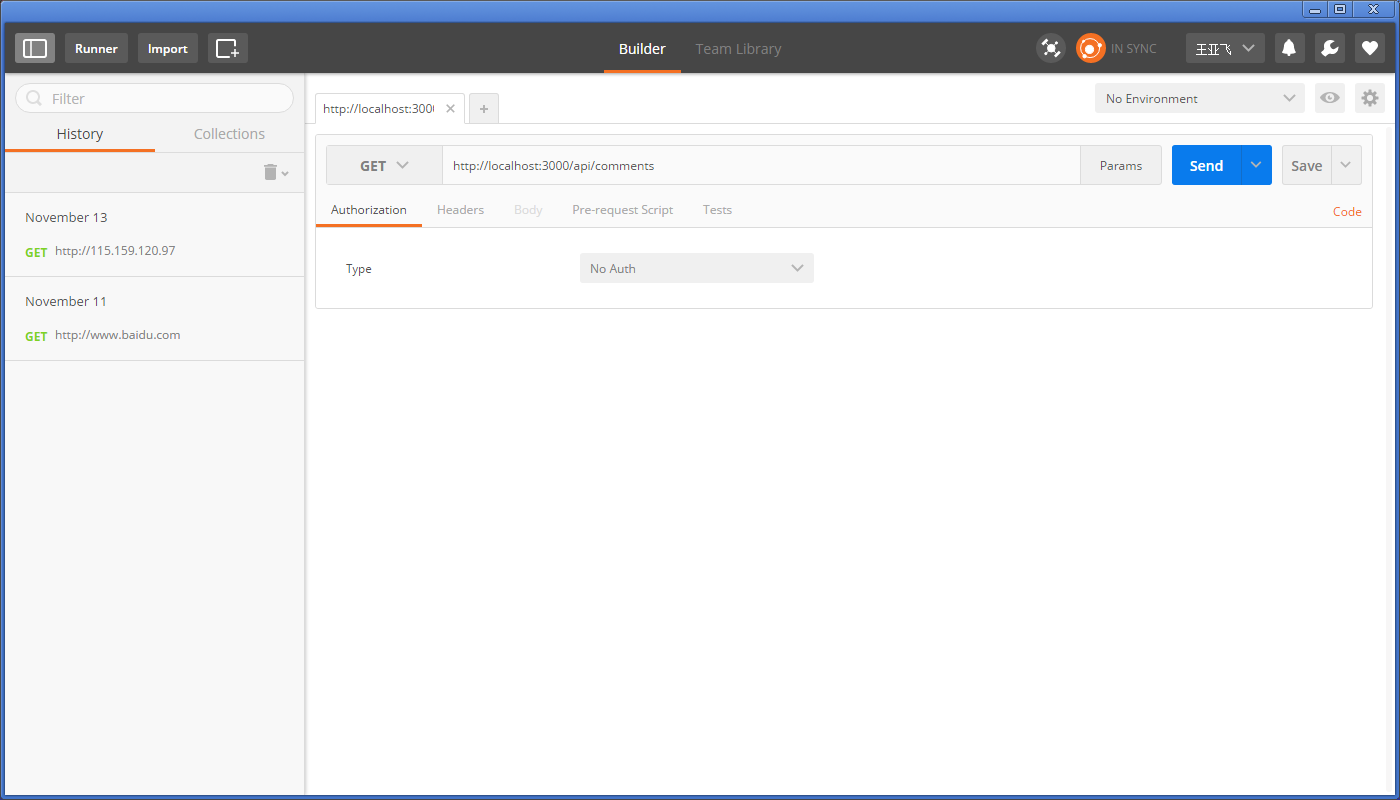 Runner
Import
Builder
Team Library
IN SYNC
王亚飞
Filter
History
Collections
November 13
GET http://115.159.120.97
November 11
GET http://www.baidu.com
http://localhost:300
No Environment
GET
http://localhost:3000/api/comments
Params
Send
Save
Authorization
Headers
Body
Pre-request Script
Tests
Code
Type
No Auth